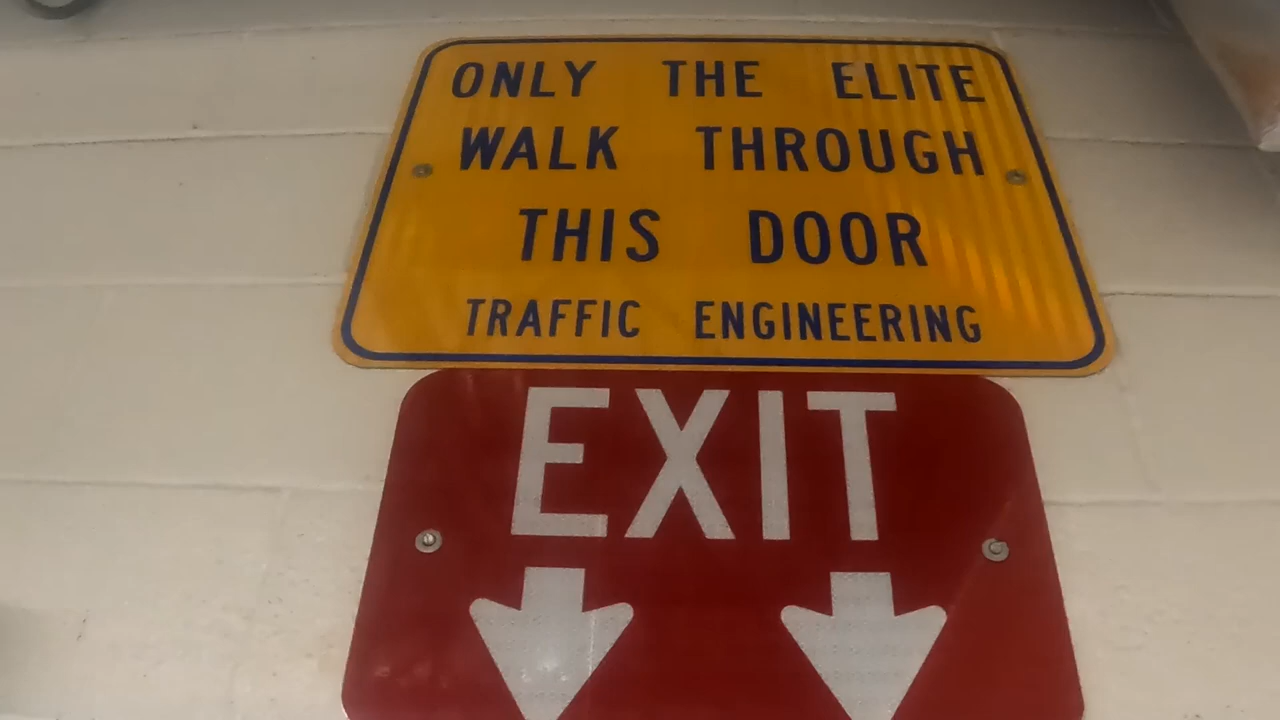 ONLY THE ELITE
WALK THROUGH
THIS DOOR
TRAFFIC ENGINEERING
EXIT